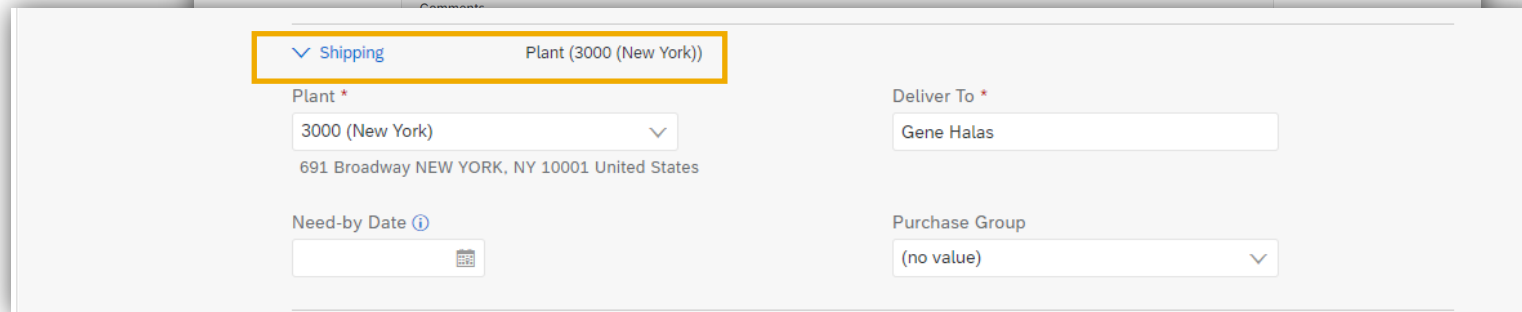 Comments
Shipping Plant (3000 (New York))
Plant * Deliver To *
3000 (New York) Gene Halas
691 Broadway NEW YORK, NY 10001 United States
Need-by Date Purchase Group
(no value)